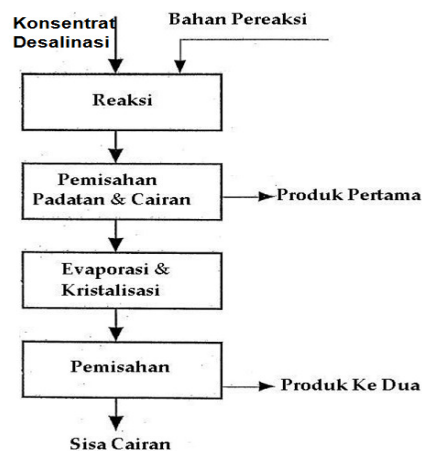 Konsentrat
Desalinasi
Bahan Pereaksi
Reaksi
Pemisahan
Padatan & Cairan
Produk Pertama
Evaporasi &
Kristalisasi
Pemisahan
Produk Ke Dua
Sisa Cairan